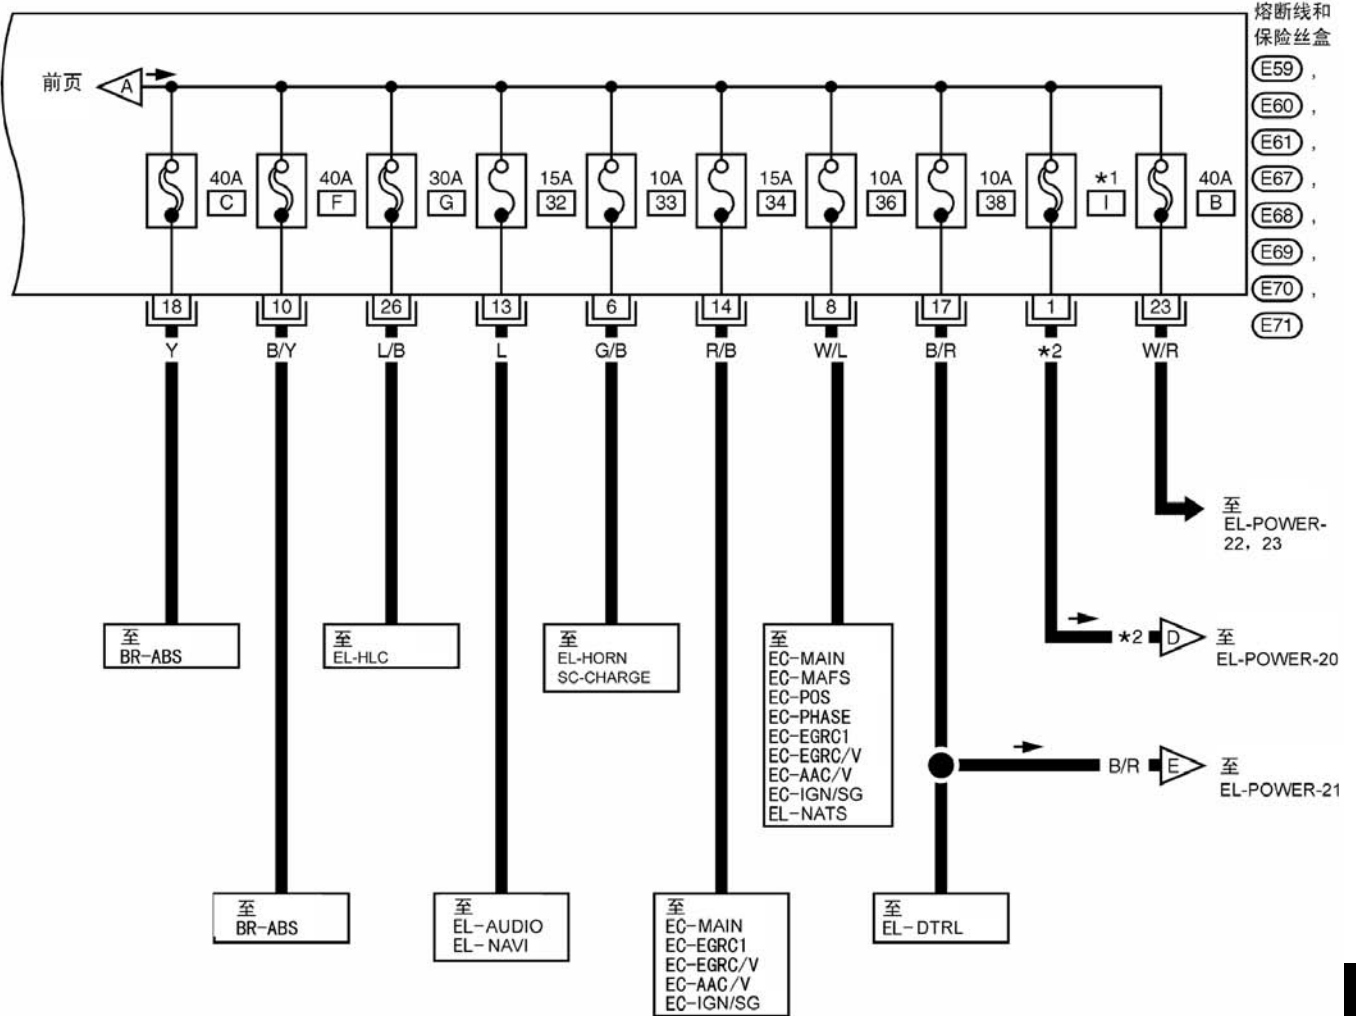 熔断线和
保险丝盒
E59 ,
E60 ,
E61 ,
E67 ,
E68 ,
E69 ,
E70 ,
E71
前页 A
40A 40A 30A 15A 10A 15A 10A 10A *1 40A
C F G 32 33 34 36 38 I B
18 10 26 13 6 14 8 17 1 23
Y B/Y L/B L G/B R/B W/L B/R *2 W/R
至
EL-POWER-
22, 23
至
BR-ABS
至
EL-HLC
至
EL-HORN
SC-CHARGE
至
EC-MAIN
EC-MAFS
EC-POS
EC-PHASE
EC-EGRC1
EC-EGRC/V
EC-AAC/V
EC-IGN/SG
EL-NATS
*2 D 至
EL-POWER-20
B/R E 至
EL-POWER-21
至
BR-ABS
至
EL-AUDIO
EL-NAVI
至
EC-MAIN
EC-EGRC1
EC-EGRC/V
EC-AAC/V
EC-IGN/SG
至
EL-DTRL